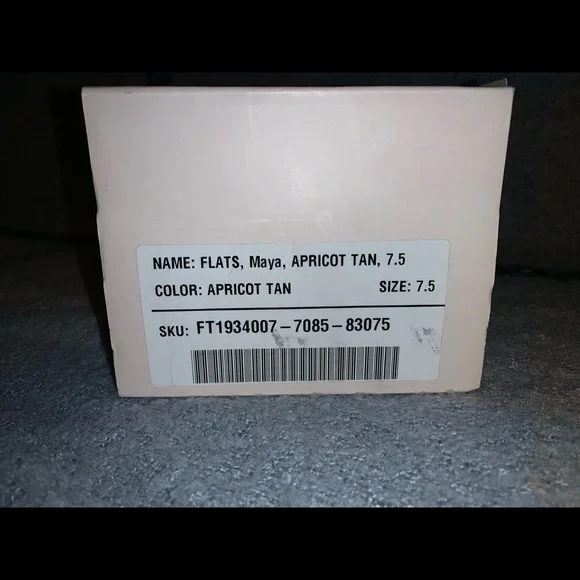 NAME: FLATS, Maya, APRICOT TAN, 7.5
COLOR: APRICOT TAN SIZE: 7.5
SKU: FT1934007-7085-83075